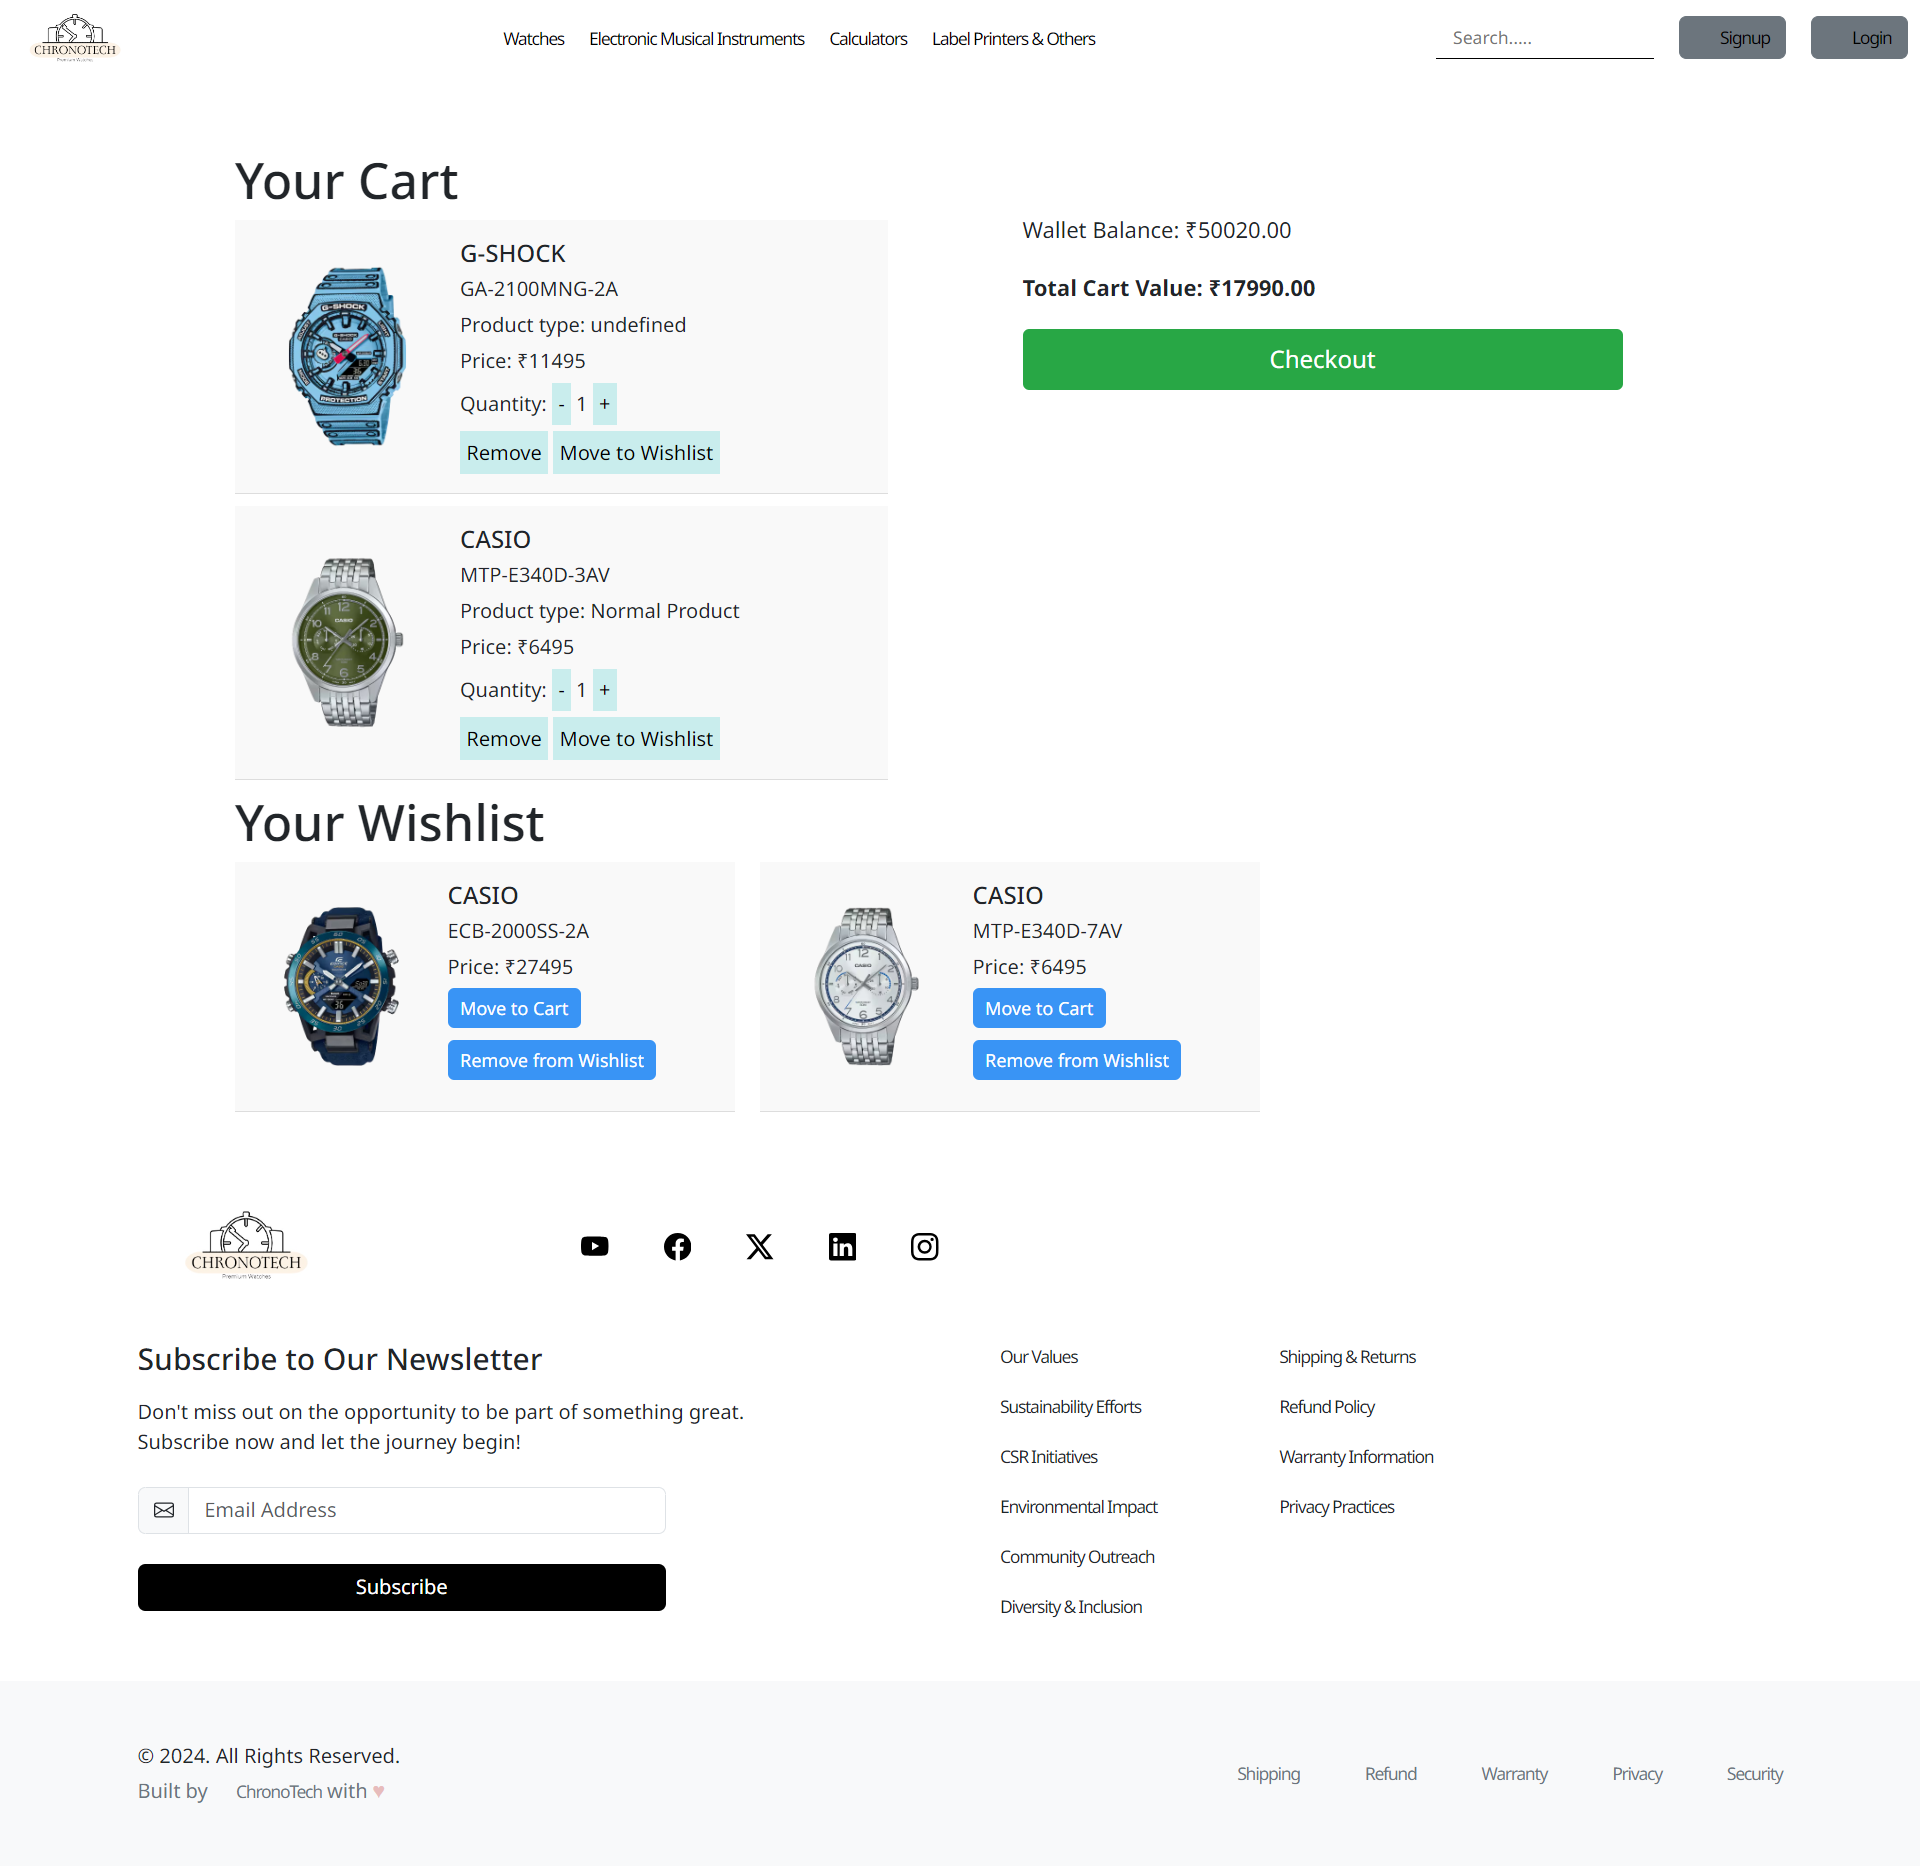 CHRONOTECH
Premium Watches
Watches
Electronic Musical Instruments
Calculators
Label Printers & Others
Search.....
Signup
Login
Your Cart
G-SHOCK
GA-2100MNG-2A
Product type: undefined
Price: ₹11495
Quantity: - 1 +
Remove
Move to Wishlist
Wallet Balance: ₹50020.00
Total Cart Value: ₹17990.00
Checkout
CASIO
MTP-E340D-3AV
Product type: Normal Product
Price: ₹6495
Quantity: - 1 +
Remove
Move to Wishlist
Your Wishlist
CASIO
ECB-2000SS-2A
Price: ₹27495
Move to Cart
Remove from Wishlist
CASIO
MTP-E340D-7AV
Price: ₹6495
Move to Cart
Remove from Wishlist
CHRONOTECH
Premium Watches
Subscribe to Our Newsletter
Don't miss out on the opportunity to be part of something great.
Subscribe now and let the journey begin!
Email Address
Subscribe
Our Values
Sustainability Efforts
CSR Initiatives
Environmental Impact
Community Outreach
Diversity & Inclusion
Shipping & Returns
Refund Policy
Warranty Information
Privacy Practices
© 2024. All Rights Reserved.
Built by ChronoTech with ♥
Shipping
Refund
Warranty
Privacy
Security